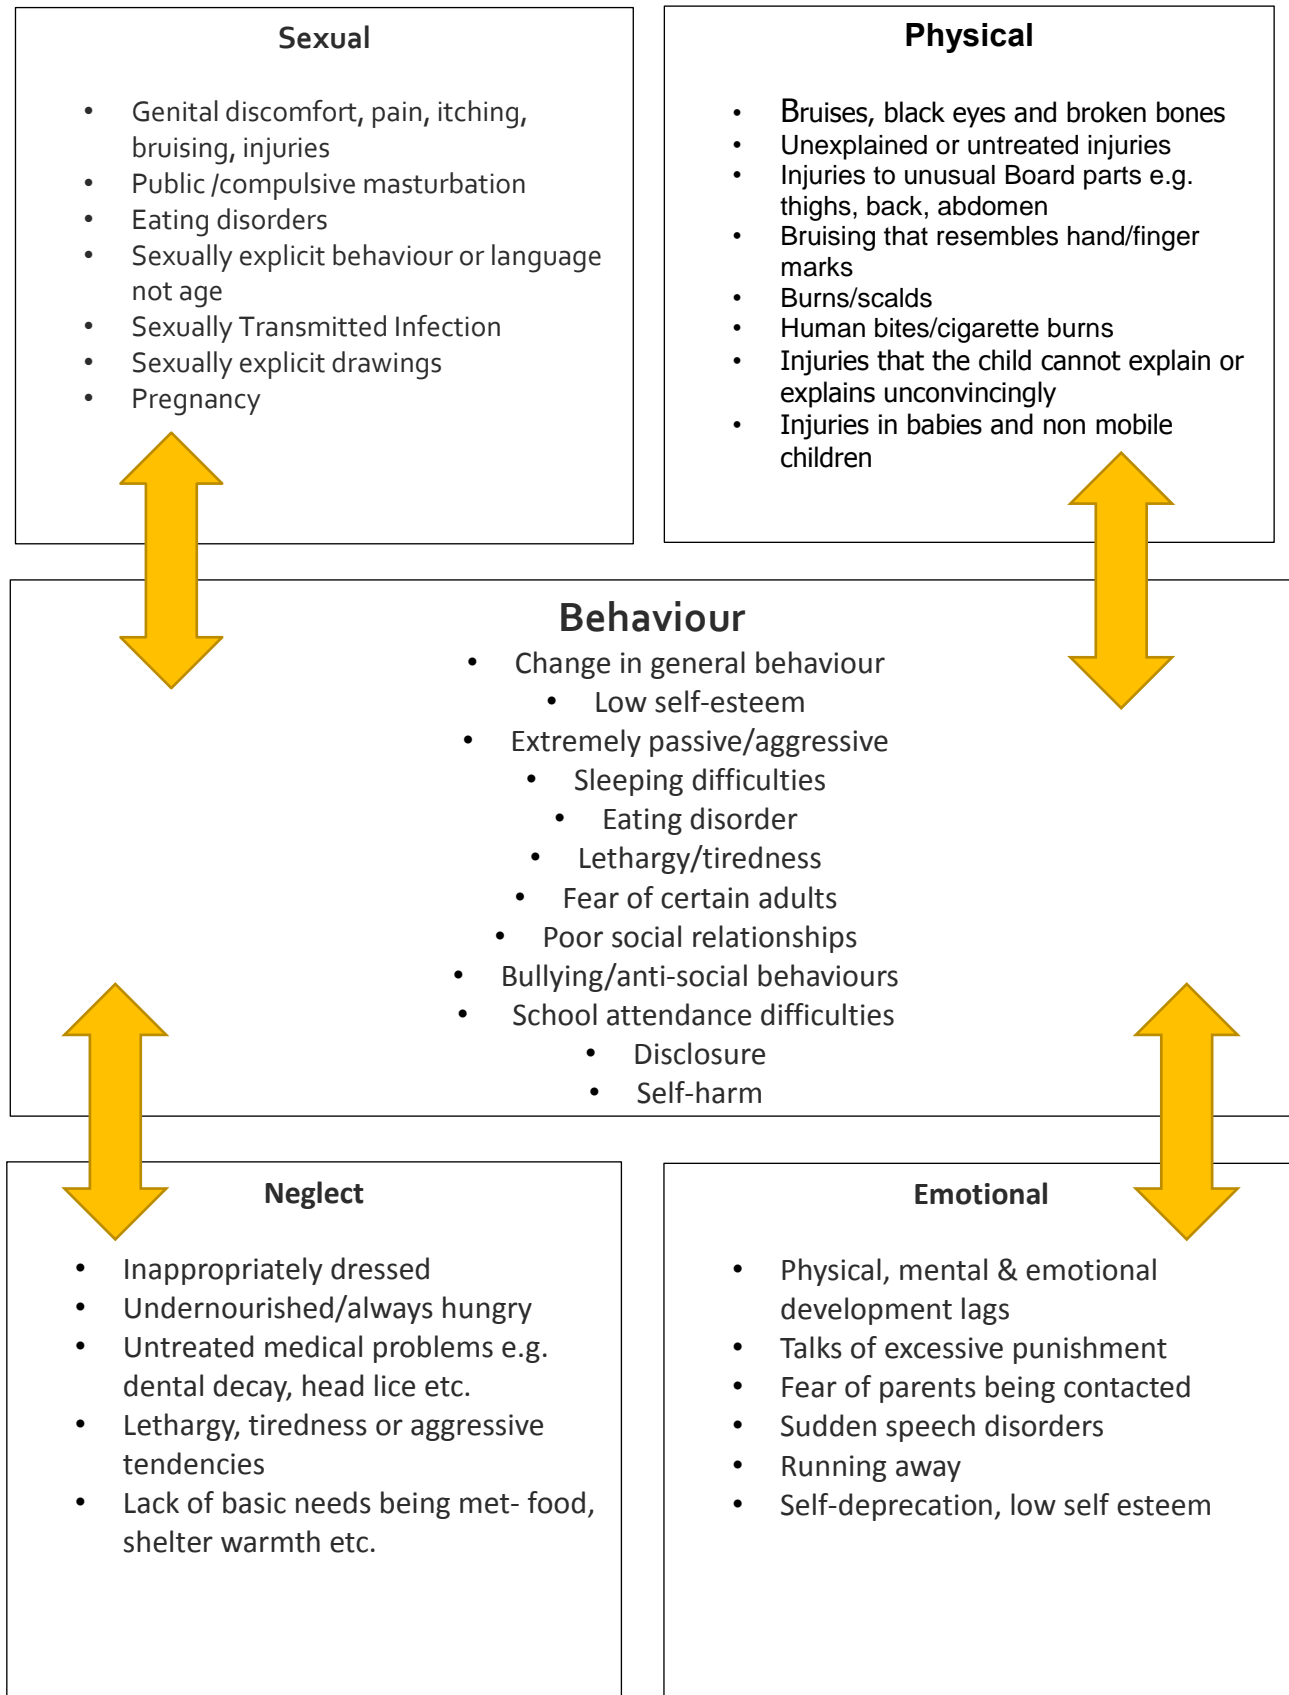 Sexual
• Genital discomfort, pain, itching,
bruising, injuries
• Public /compulsive masturbation
• Eating disorders
• Sexually explicit behaviour or language
not age
• Sexually Transmitted Infection
• Sexually explicit drawings
• Pregnancy
Physical
• Bruises, black eyes and broken bones
• Unexplained or untreated injuries
• Injuries to unusual Board parts e.g.
thighs, back, abdomen
• Bruising that resembles hand/finger
marks
• Burns/scalds
• Human bites/cigarette burns
• Injuries that the child cannot explain or
explains unconvincingly
• Injuries in babies and non mobile
children
Behaviour
• Change in general behaviour
• Low self-esteem
• Extremely passive/aggressive
• Sleeping difficulties
• Eating disorder
• Lethargy/tiredness
• Fear of certain adults
• Poor social relationships
• Bullying/anti-social behaviours
• School attendance difficulties
• Disclosure
• Self-harm
Neglect
• Inappropriately dressed
• Undernourished/always hungry
• Untreated medical problems e.g.
dental decay, head lice etc.
• Lethargy, tiredness or aggressive
tendencies
• Lack of basic needs being met- food,
shelter warmth etc.
Emotional
• Physical, mental & emotional
development lags
• Talks of excessive punishment
• Fear of parents being contacted
• Sudden speech disorders
• Running away
• Self-deprecation, low self esteem